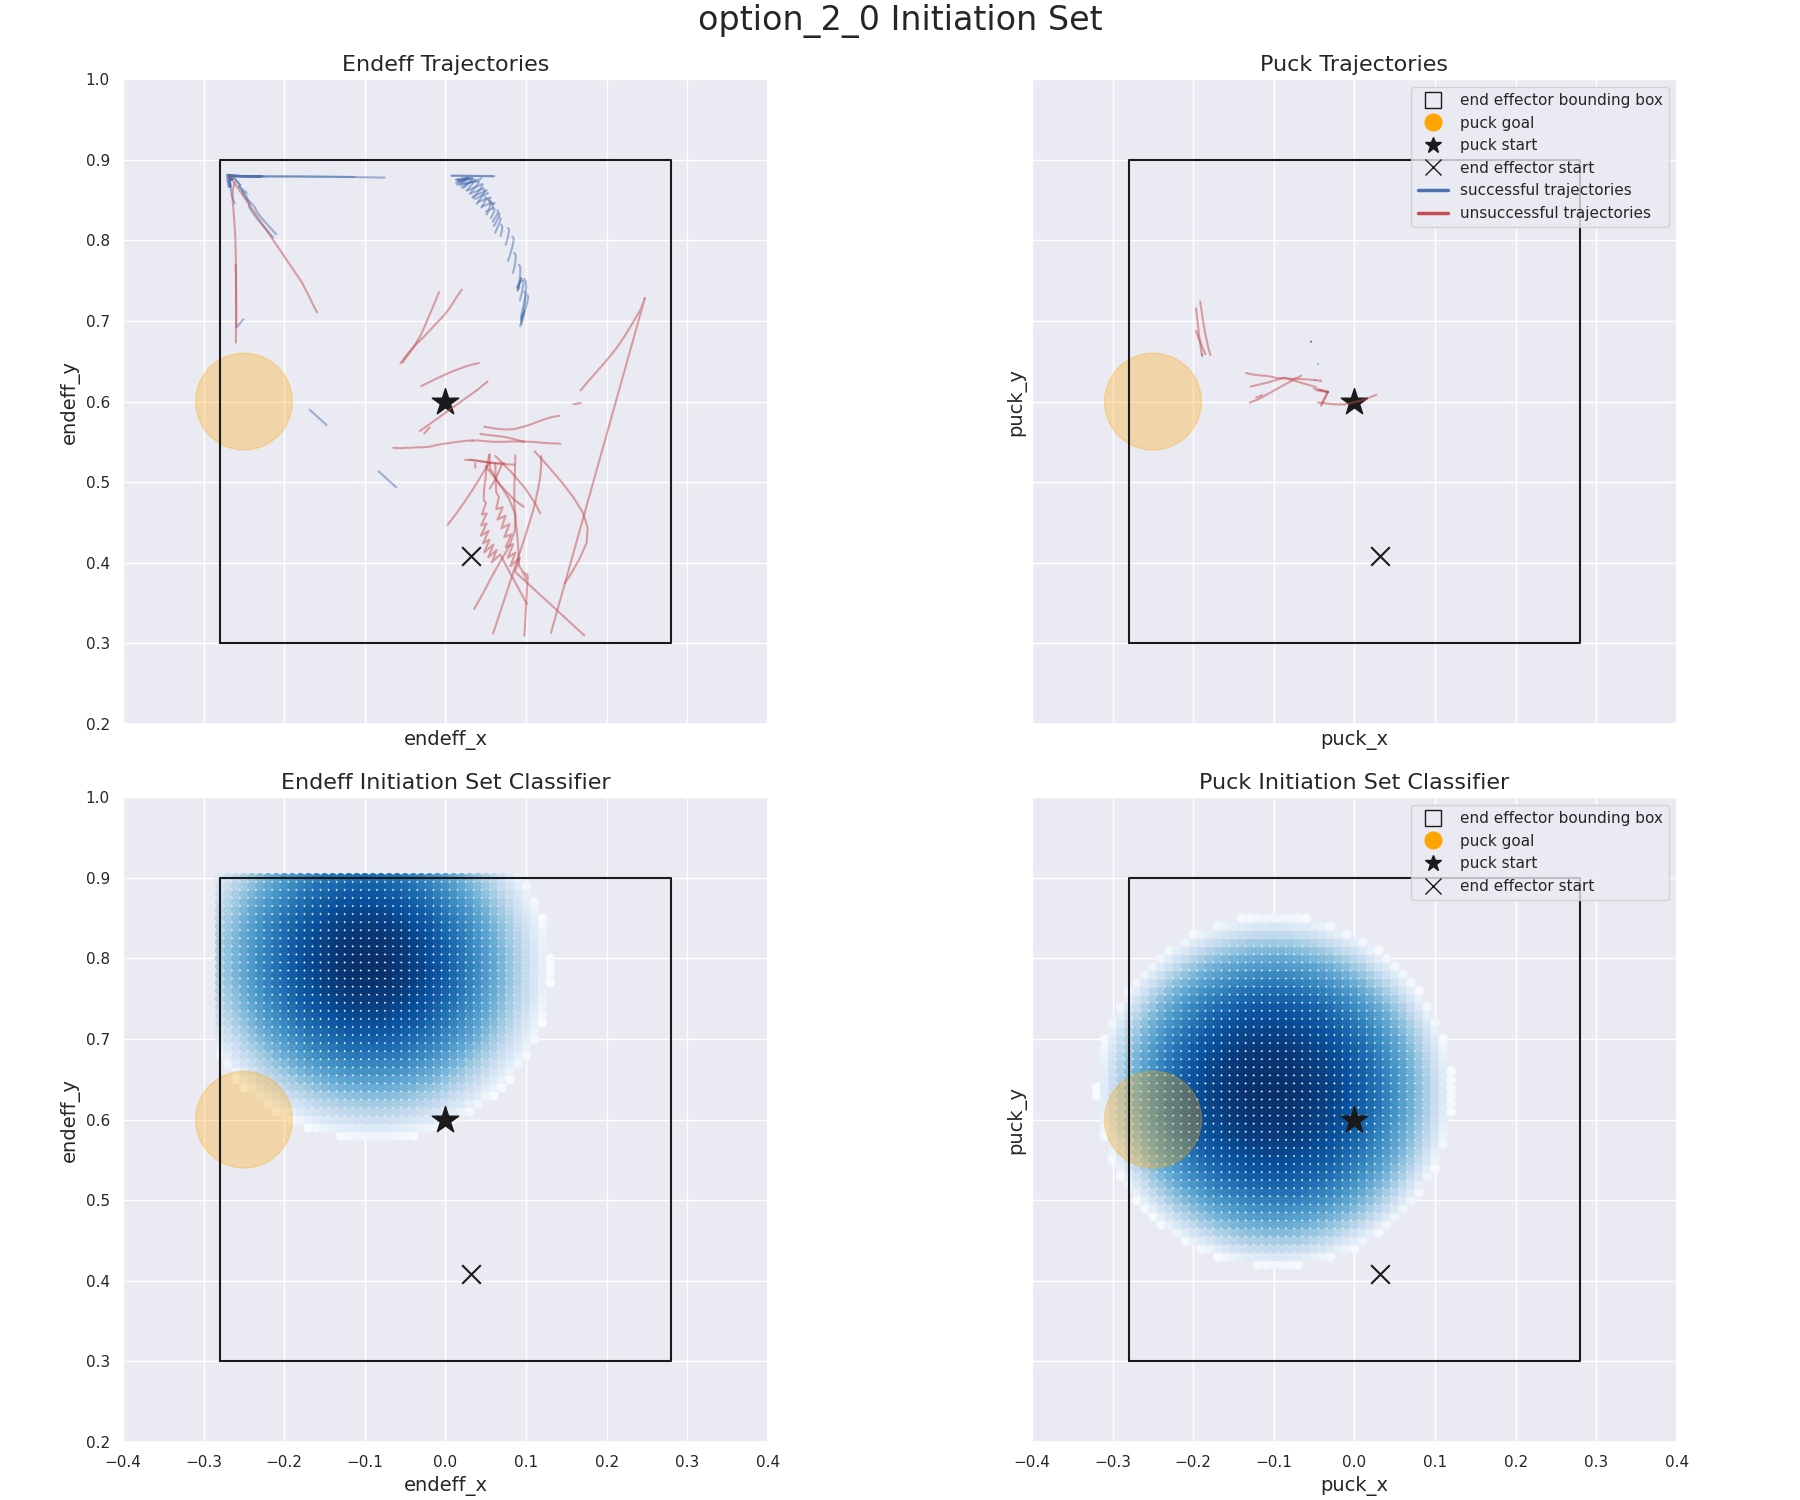 option_2_0 Initiation Set
Endeff Trajectories
1.0
0.9
0.8
0.7
0.6
0.5
0.4
0.3
0.2
endeff_y
endeff_x
Puck Trajectories
end effector bounding box
puck goal
puck start
end effector start
successful trajectories
unsuccessful trajectories
puck_y
puck_x
Endeff Initiation Set Classifier
1.0
0.9
0.8
0.7
0.6
0.5
0.4
0.3
0.2
endeff_y
−0.4 −0.3 −0.2 −0.1 0.0 0.1 0.2 0.3 0.4
endeff_x
Puck Initiation Set Classifier
end effector bounding box
puck goal
puck start
end effector start
puck_y
−0.4 −0.3 −0.2 −0.1 0.0 0.1 0.2 0.3 0.4
puck_x